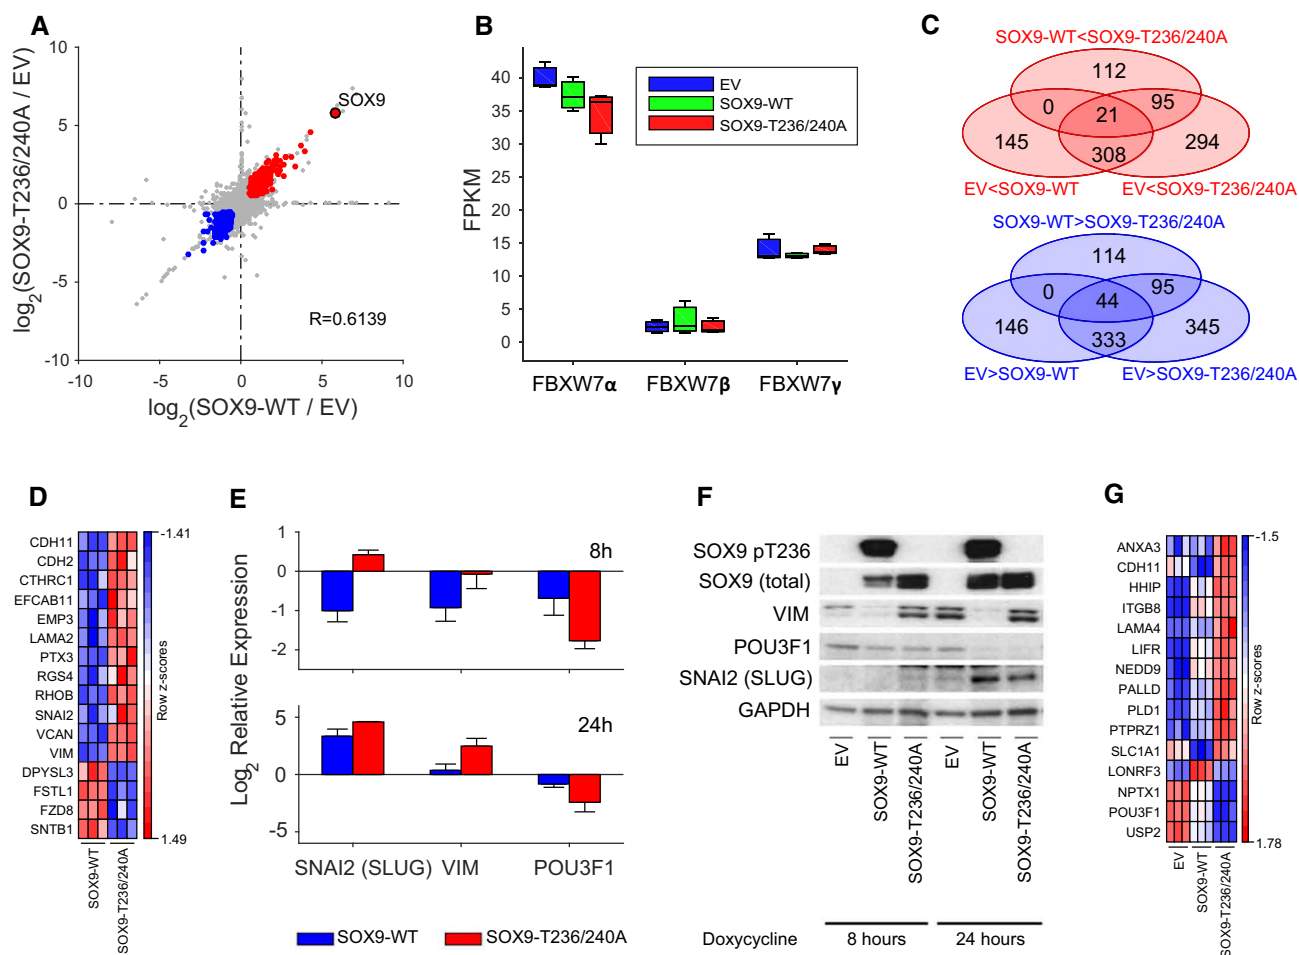 A
log2(SOX9-T236/240A / EV)
10
5
0
-5
-10
SOX9
R=0.6139
-10
-5
0
5
10
log2(SOX9-WT / EV)
B
FPKM
40
35
30
25
20
15
10
5
0
EV
SOX9-WT
SOX9-T236/240A
FBXW7α
FBXW7β
FBXW7γ
C
SOX9-WT<SOX9-T236/240A
112
0
95
21
145
294
308
EV<SOX9-WT
EV<SOX9-T236/240A
SOX9-WT>SOX9-T236/240A
114
0
95
44
146
345
333
EV>SOX9-WT
EV>SOX9-T236/240A
D
CDH11
CDH2
CTHRC1
EFCAB11
EMP3
LAMA2
PTX3
RGS4
RHOB
SNAI2
VCAN
VIM
DPYSL3
FSTL1
FZD8
SNTB1
-1.41
Row z-scores
1.49
SOX9-WT
SOX9-T236/240A
E
Log2 Relative Expression
1
0
-1
-2
8h
5
0
-5
24h
SNAI2 (SLUG)
VIM
POU3F1
SOX9-WT
SOX9-T236/240A
F
SOX9 pT236
SOX9 (total)
VIM
POU3F1
SNAI2 (SLUG)
GAPDH
EV
SOX9-WT
SOX9-T236/240A
EV
SOX9-WT
SOX9-T236/240A
Doxycycline
8 hours
24 hours
G
ANXA3
CDH11
HHIP
ITGB8
LAMA4
LIFR
NEDD9
PALLD
PLD1
PTPRZ1
SLC1A1
LONRF3
NPTX1
POU3F1
USP2
-1.5
Row z-scores
1.78
EV
SOX9-WT
SOX9-T236/240A